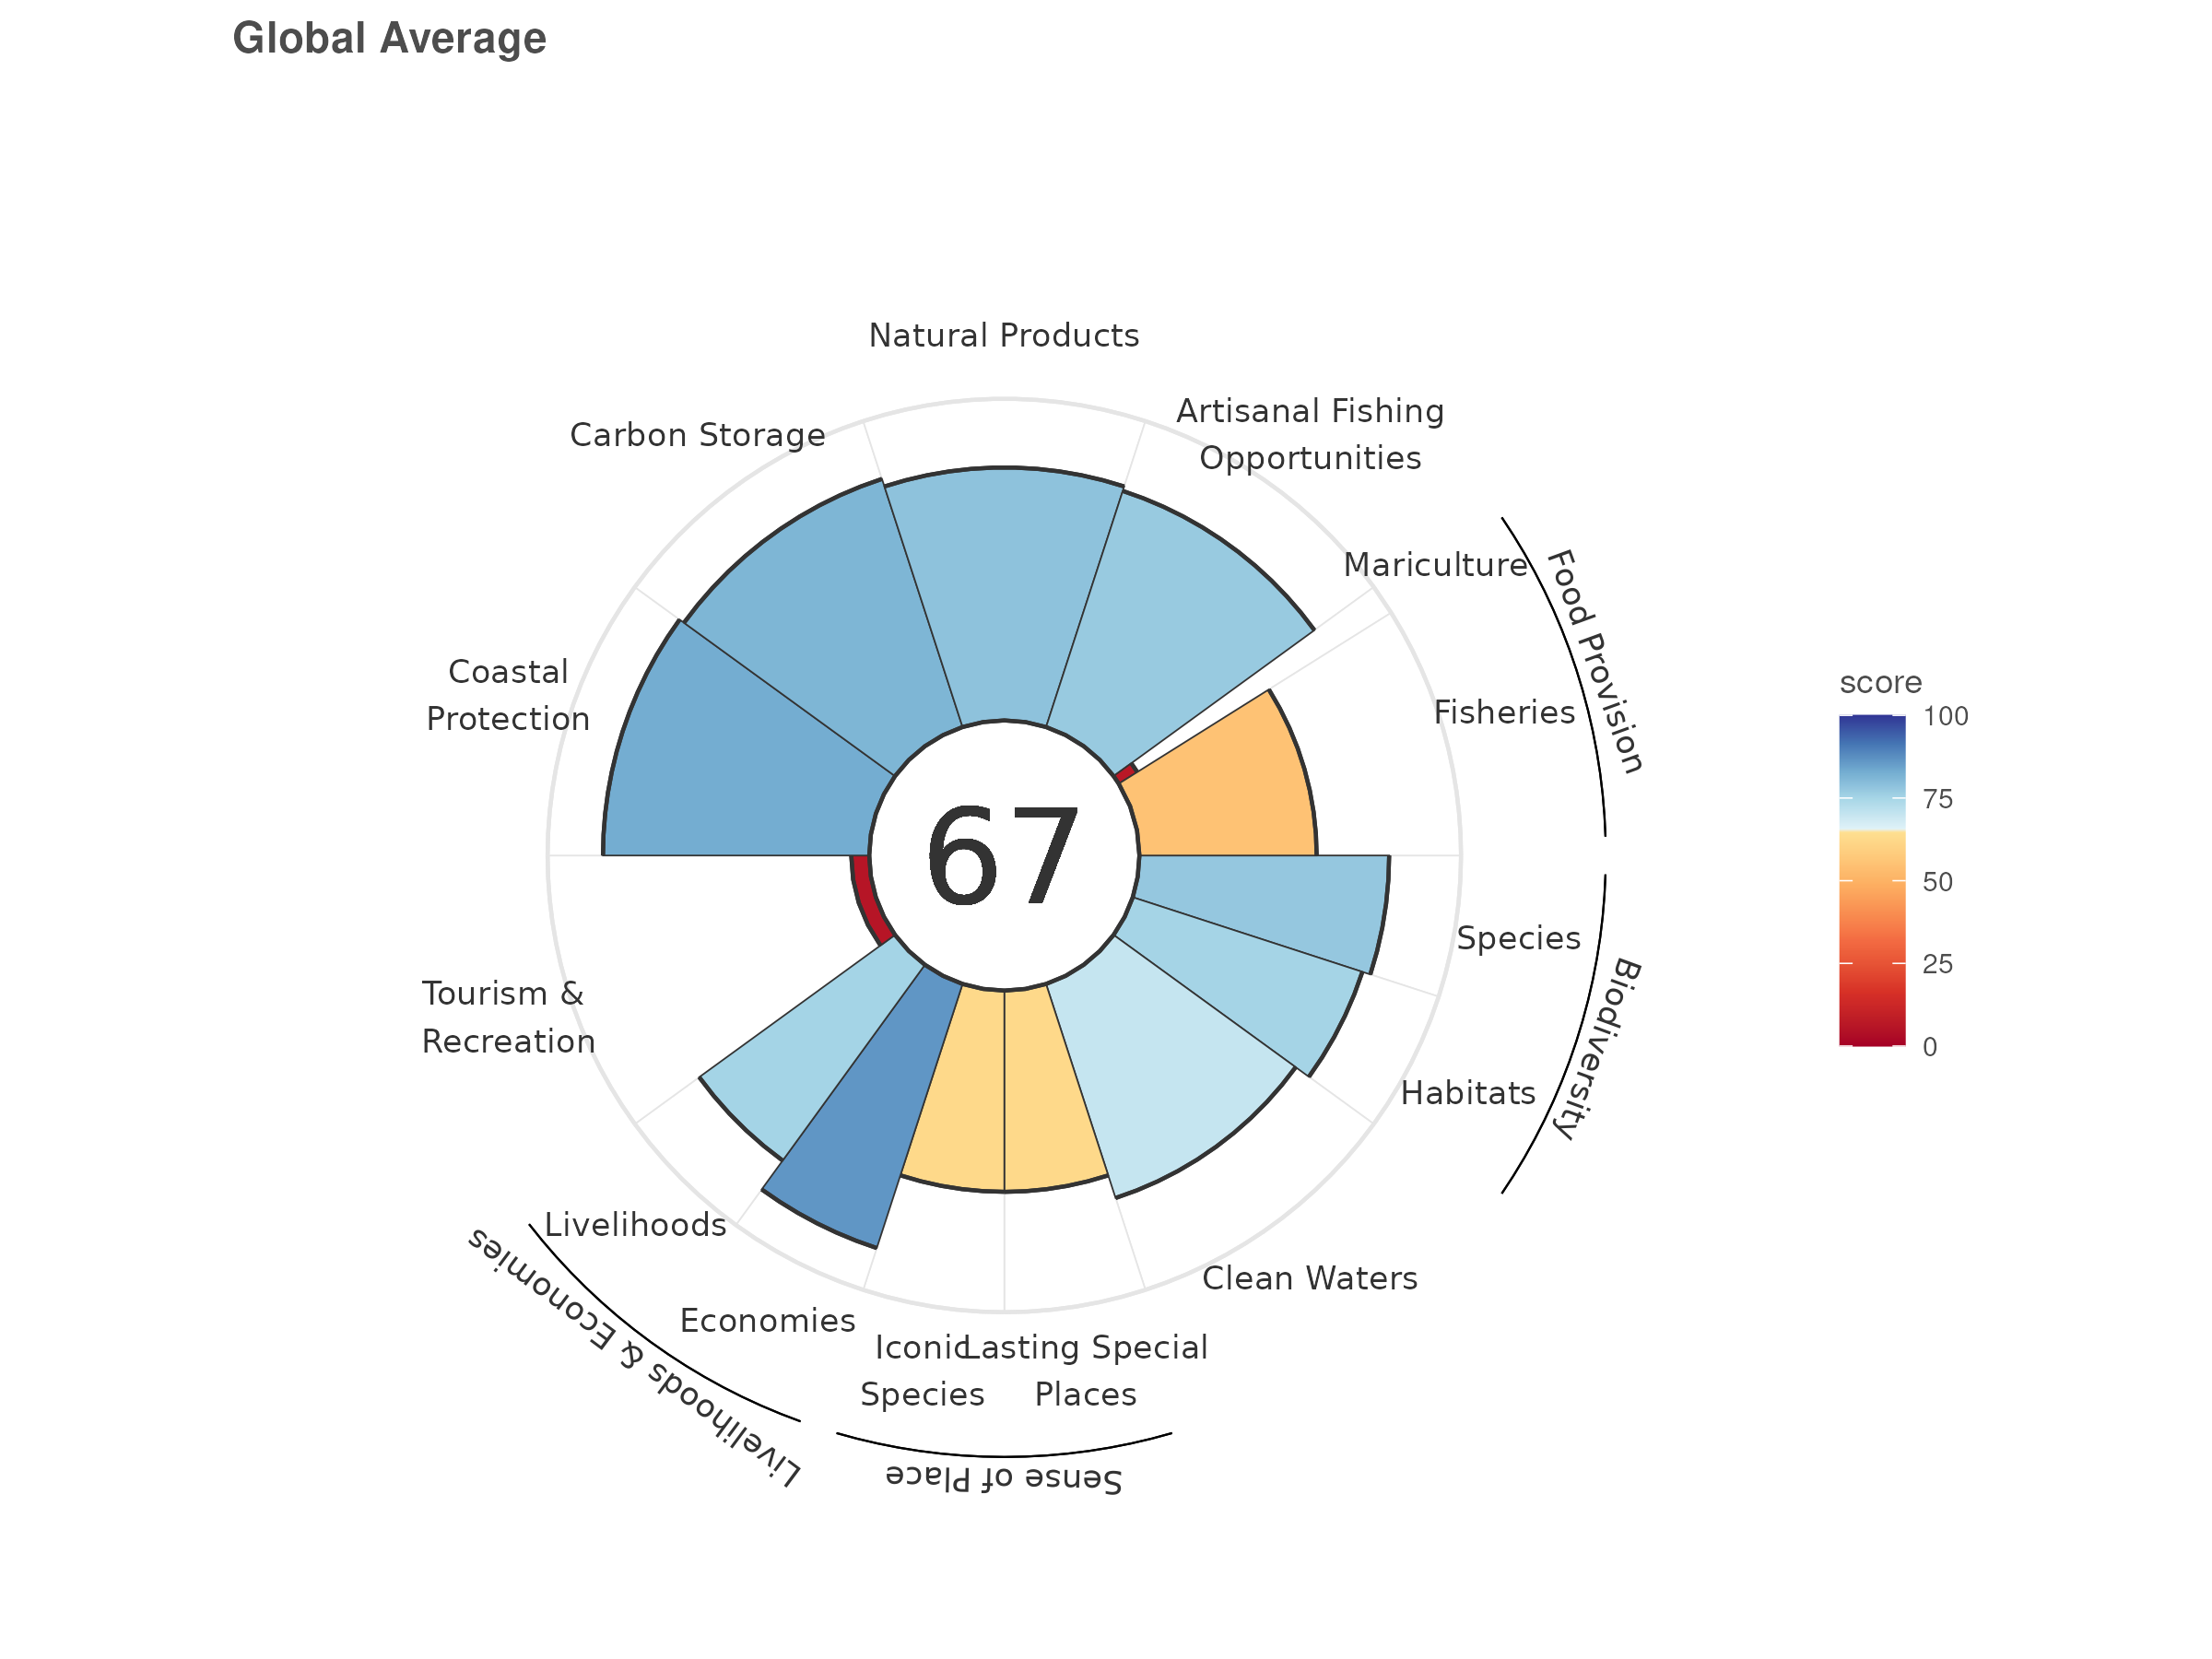 Global Average
Natural Products
Artisanal Fishing
Opportunities
Carbon Storage
Mariculture
Food Provision
Coastal
Protection
Fisheries
67
score
100
75
50
25
0
Species
Biodiversity
Tourism &
Recreation
Habitats
Livelihoods
Clean Waters
Livelihoods & Economies
Economies
Iconic
Species
Lasting Special
Places
Sense of Place